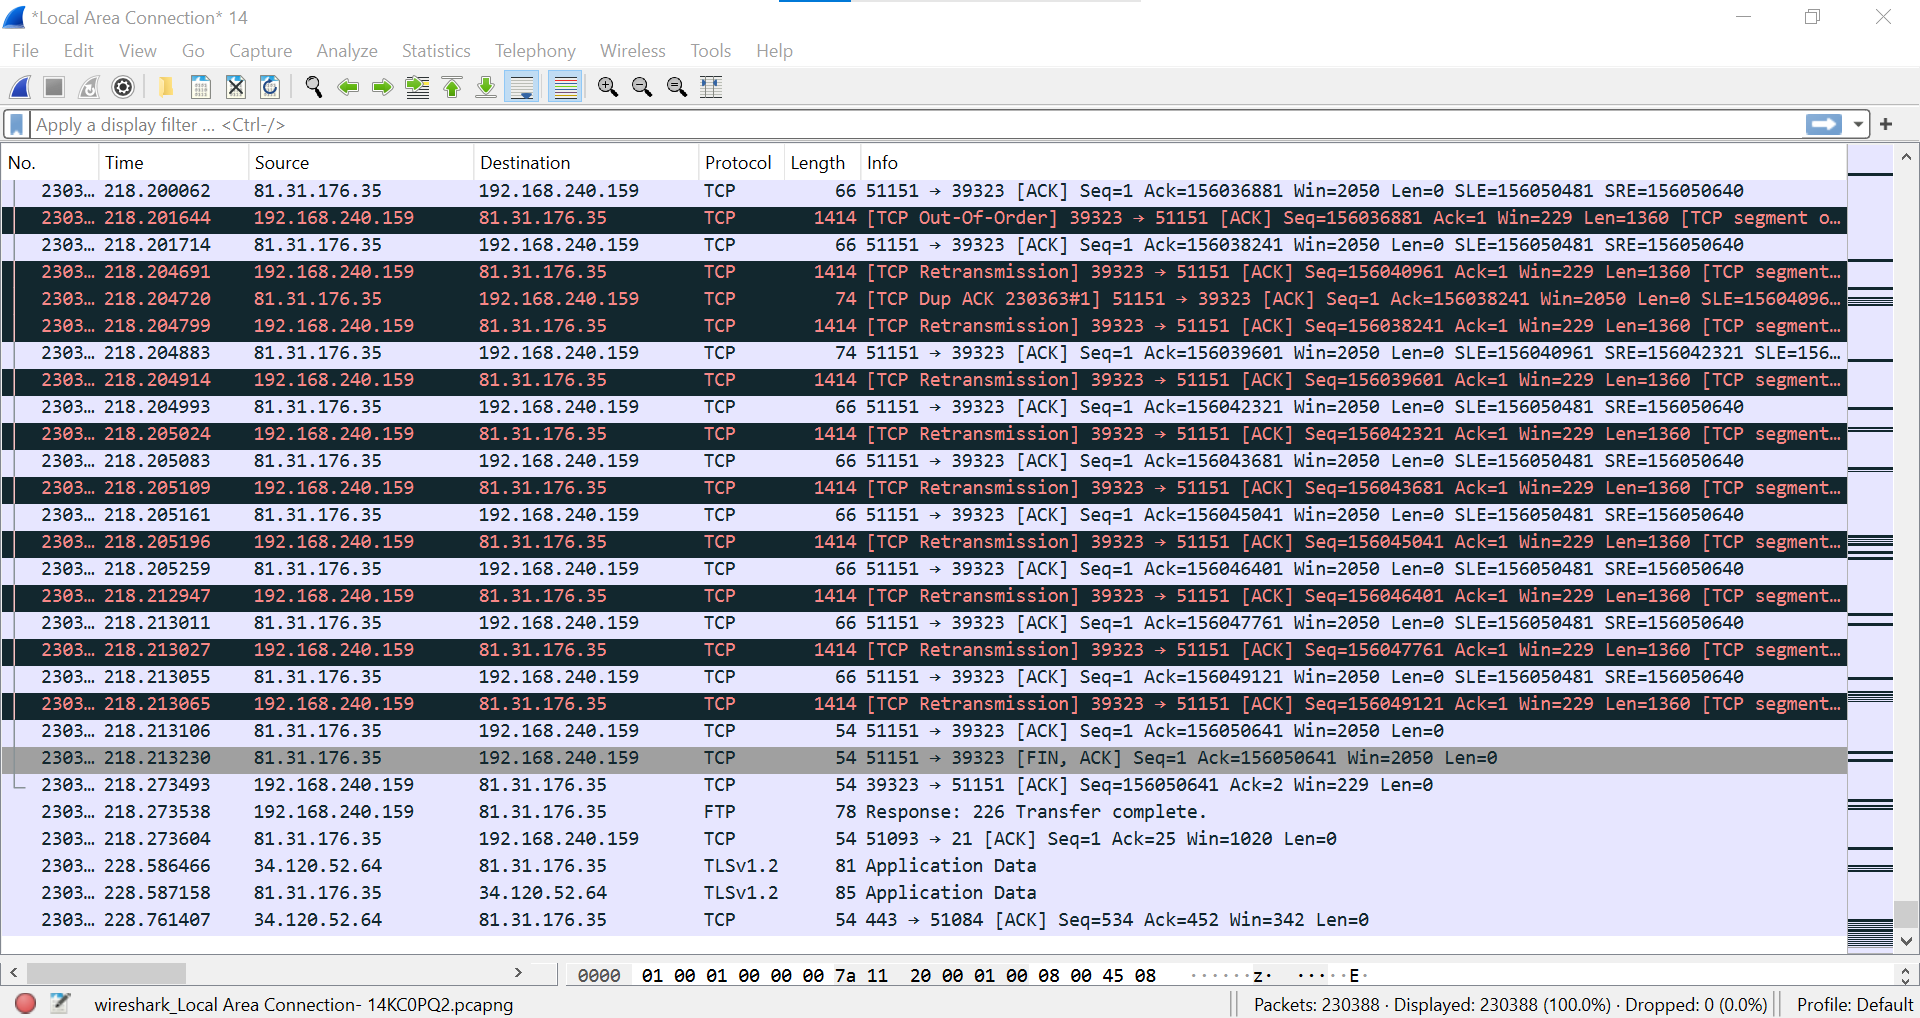 *Local Area Connection* 14
File Edit View Go Capture Analyze Statistics Telephony Wireless Tools Help
Apply a display filter ... <Ctrl-/>
No. Time Source Destination Protocol Length Info
2303… 218.200062 81.31.176.35 192.168.240.159 TCP 66 51151 → 39323 [ACK] Seq=1 Ack=156036881 Win=2050 Len=0 SLE=156050481 SRE=156050640
2303… 218.201644 192.168.240.159 81.31.176.35 TCP 1414 [TCP Out-Of-Order] 39323 → 51151 [ACK] Seq=156036881 Ack=1 Win=229 Len=1360 [TCP segment o…
2303… 218.201714 81.31.176.35 192.168.240.159 TCP 66 51151 → 39323 [ACK] Seq=1 Ack=156038241 Win=2050 Len=0 SLE=156050481 SRE=156050640
2303… 218.204691 192.168.240.159 81.31.176.35 TCP 1414 [TCP Retransmission] 39323 → 51151 [ACK] Seq=156040961 Ack=1 Win=229 Len=1360 [TCP segment…
2303… 218.204720 81.31.176.35 192.168.240.159 TCP 74 [TCP Dup ACK 230363#1] 51151 → 39323 [ACK] Seq=1 Ack=156038241 Win=2050 Len=0 SLE=15604096…
2303… 218.204799 192.168.240.159 81.31.176.35 TCP 1414 [TCP Retransmission] 39323 → 51151 [ACK] Seq=156038241 Ack=1 Win=229 Len=1360 [TCP segment…
2303… 218.204883 81.31.176.35 192.168.240.159 TCP 74 51151 → 39323 [ACK] Seq=1 Ack=156039601 Win=2050 Len=0 SLE=156040961 SRE=156042321 SLE=156…
2303… 218.204914 192.168.240.159 81.31.176.35 TCP 1414 [TCP Retransmission] 39323 → 51151 [ACK] Seq=156039601 Ack=1 Win=229 Len=1360 [TCP segment…
2303… 218.204993 81.31.176.35 192.168.240.159 TCP 66 51151 → 39323 [ACK] Seq=1 Ack=156042321 Win=2050 Len=0 SLE=156050481 SRE=156050640
2303… 218.205024 192.168.240.159 81.31.176.35 TCP 1414 [TCP Retransmission] 39323 → 51151 [ACK] Seq=156042321 Ack=1 Win=229 Len=1360 [TCP segment…
2303… 218.205083 81.31.176.35 192.168.240.159 TCP 66 51151 → 39323 [ACK] Seq=1 Ack=156043681 Win=2050 Len=0 SLE=156050481 SRE=156050640
2303… 218.205109 192.168.240.159 81.31.176.35 TCP 1414 [TCP Retransmission] 39323 → 51151 [ACK] Seq=156043681 Ack=1 Win=229 Len=1360 [TCP segment…
2303… 218.205161 81.31.176.35 192.168.240.159 TCP 66 51151 → 39323 [ACK] Seq=1 Ack=156045041 Win=2050 Len=0 SLE=156050481 SRE=156050640
2303… 218.205196 192.168.240.159 81.31.176.35 TCP 1414 [TCP Retransmission] 39323 → 51151 [ACK] Seq=156045041 Ack=1 Win=229 Len=1360 [TCP segment…
2303… 218.205259 81.31.176.35 192.168.240.159 TCP 66 51151 → 39323 [ACK] Seq=1 Ack=156046401 Win=2050 Len=0 SLE=156050481 SRE=156050640
2303… 218.212947 192.168.240.159 81.31.176.35 TCP 1414 [TCP Retransmission] 39323 → 51151 [ACK] Seq=156046401 Ack=1 Win=229 Len=1360 [TCP segment…
2303… 218.213011 81.31.176.35 192.168.240.159 TCP 66 51151 → 39323 [ACK] Seq=1 Ack=156047761 Win=2050 Len=0 SLE=156050481 SRE=156050640
2303… 218.213027 192.168.240.159 81.31.176.35 TCP 1414 [TCP Retransmission] 39323 → 51151 [ACK] Seq=156047761 Ack=1 Win=229 Len=1360 [TCP segment…
2303… 218.213055 81.31.176.35 192.168.240.159 TCP 66 51151 → 39323 [ACK] Seq=1 Ack=156049121 Win=2050 Len=0 SLE=156050481 SRE=156050640
2303… 218.213065 192.168.240.159 81.31.176.35 TCP 1414 [TCP Retransmission] 39323 → 51151 [ACK] Seq=156049121 Ack=1 Win=229 Len=1360 [TCP segment…
2303… 218.213106 81.31.176.35 192.168.240.159 TCP 54 51151 → 39323 [ACK] Seq=1 Ack=156050641 Win=2050 Len=0
2303… 218.213230 81.31.176.35 192.168.240.159 TCP 54 51151 → 39323 [FIN, ACK] Seq=1 Ack=156050641 Win=2050 Len=0
2303… 218.273493 192.168.240.159 81.31.176.35 TCP 54 39323 → 51151 [ACK] Seq=156050641 Ack=2 Win=229 Len=0
2303… 218.273538 192.168.240.159 81.31.176.35 FTP 78 Response: 226 Transfer complete.
2303… 218.273604 81.31.176.35 192.168.240.159 TCP 54 51093 → 21 [ACK] Seq=1 Ack=25 Win=1020 Len=0
2303… 228.586466 34.120.52.64 81.31.176.35 TLSv1.2 81 Application Data
2303… 228.587158 81.31.176.35 34.120.52.64 TLSv1.2 85 Application Data
2303… 228.761407 34.120.52.64 81.31.176.35 TCP 54 443 → 51084 [ACK] Seq=534 Ack=452 Win=342 Len=0
0000 01 00 01 00 00 00 7a 11 20 00 01 00 08 00 45 08 ······z· ·····E·
wireshark_Local Area Connection- 14KC0PQ2.pcapng Packets: 230388 · Displayed: 230388 (100.0%) · Dropped: 0 (0.0%) Profile: Default